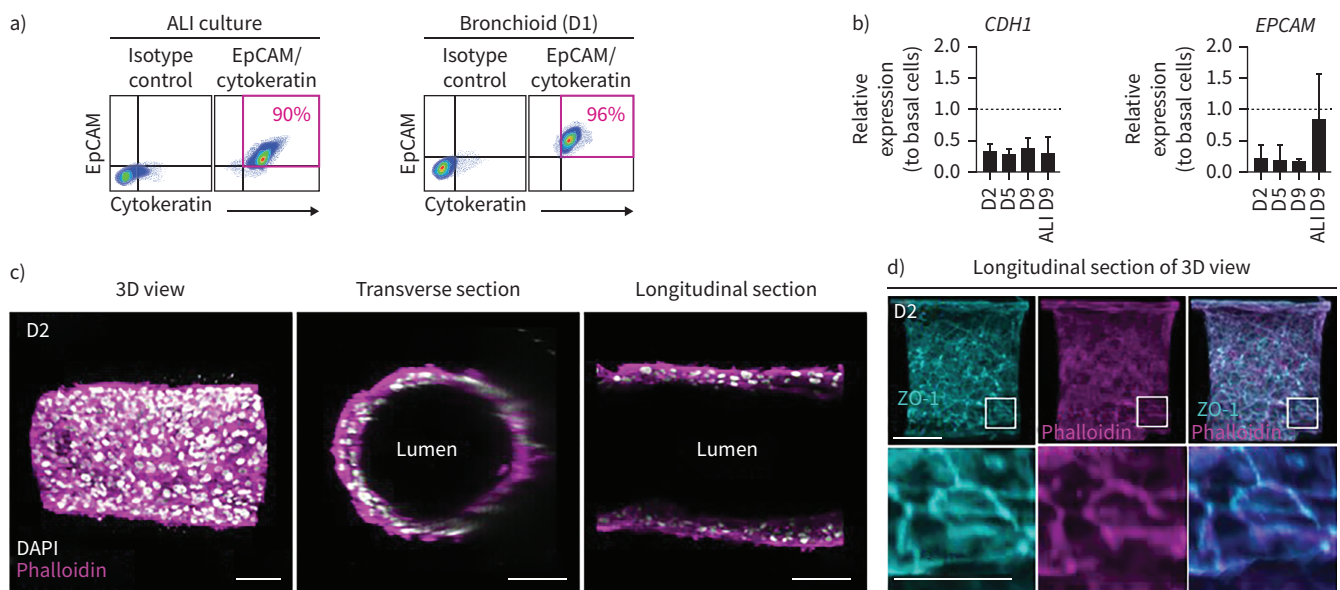 a)
ALI culture
Bronchioid (D1)
Isotype
control
EpCAM/
cytokeratin
Isotype
control
EpCAM/
cytokeratin
90%
96%
EpCAM
EpCAM
Cytokeratin
Cytokeratin
b)
CDH1
EPCAM
Relative
expression
(to basal cells)
2.0
1.5
1.0
0.5
0.0
D2
D5
D9
ALI D9
Relative
expression
(to basal cells)
2.0
1.5
1.0
0.5
0.0
D2
D5
D9
ALI D9
c)
3D view
Transverse section
Longitudinal section
D2
Lumen
Lumen
DAPI
Phalloidin
d)
Longitudinal section of 3D view
D2
ZO-1
Phalloidin
ZO-1
Phalloidin